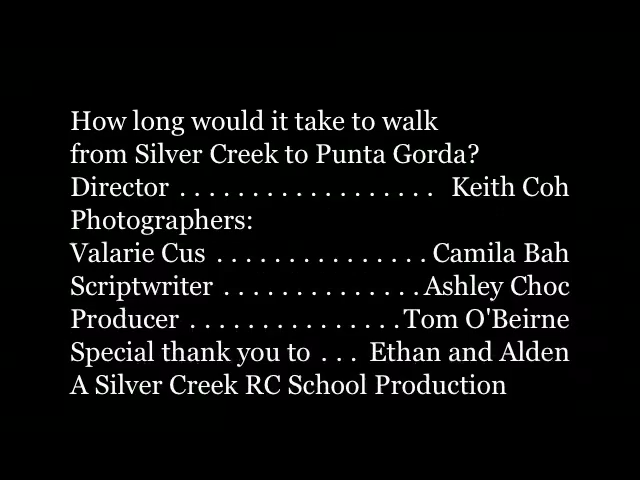 How long would it take to walk
from Silver Creek to Punta Gorda?
Director . . . . . . . . . . . . . . . . . . Keith Coh
Photographers:
Valarie Cus . . . . . . . . . . . . . . . Camila Bah
Scriptwriter . . . . . . . . . . . . . . Ashley Choc
Producer . . . . . . . . . . . . . . . Tom O'Beirne
Special thank you to . . . Ethan and Alden
A Silver Creek RC School Production